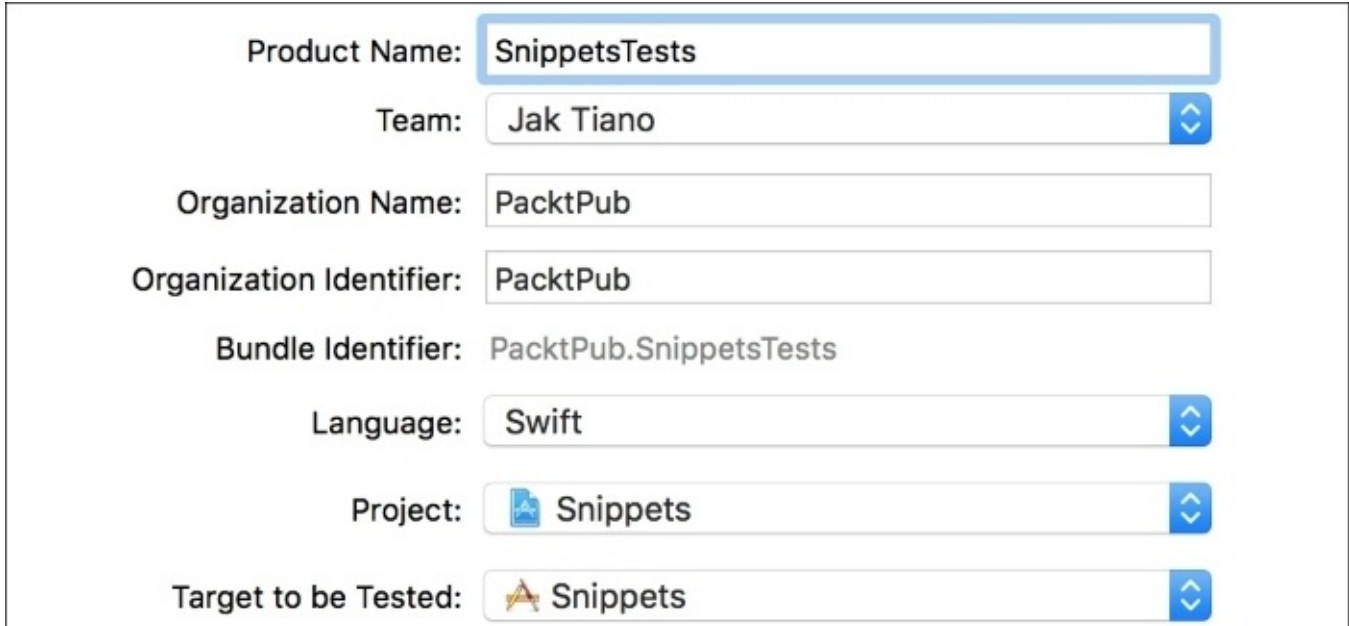 Product Name: SnippetsTests
Team: Jak Tiano
Organization Name: PacktPub
Organization Identifier: PacktPub
Bundle Identifier: PacktPub.SnippetsTests
Language: Swift
Project: Snippets
Target to be Tested: Snippets